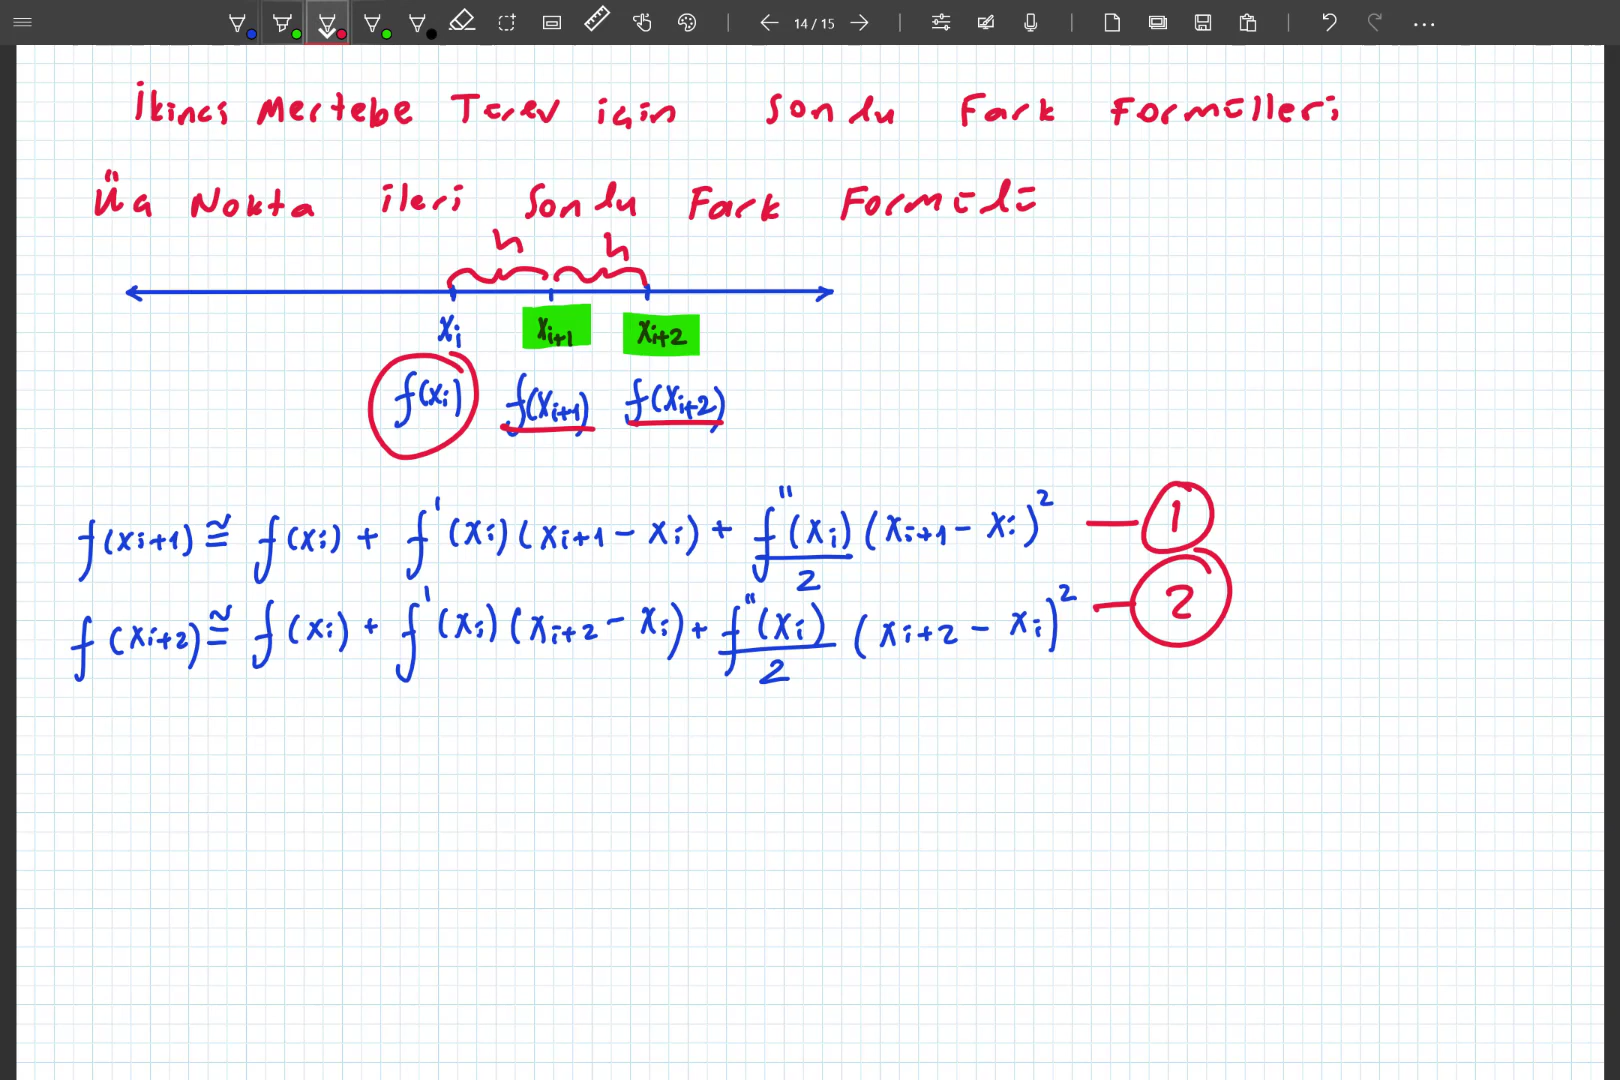 14 / 15
İkinci Mertebe Türev için Sonlu Fark Formülleri
Üç Nokta ileri Sonlu Fark Formülü
h h
xi xi+1 xi+2
f(xi) f(xi+1) f(xi+2)
f(xi+1) ≅ f(xi) + f'(xi)(xi+1 - xi) + f''(xi)/2 (xi+1 - xi)² — 1
f(xi+2) ≅ f(xi) + f'(xi)(xi+2 - xi) + f''(xi)/2 (xi+2 - xi)² — 2